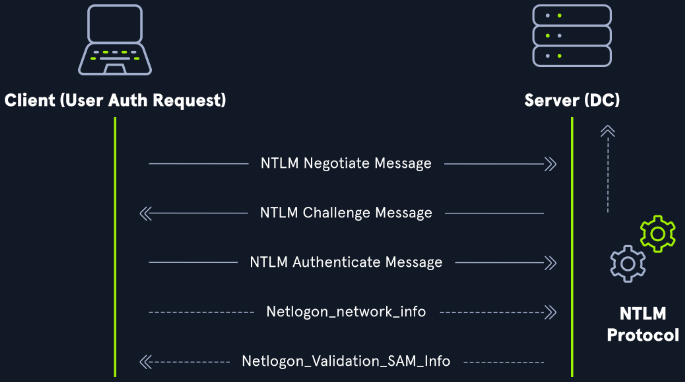 Client (User Auth Request)
Server (DC)
NTLM Negotiate Message
NTLM Challenge Message
NTLM Authenticate Message
Netlogon_network_info
Netlogon_Validation_SAM_Info
NTLM
Protocol